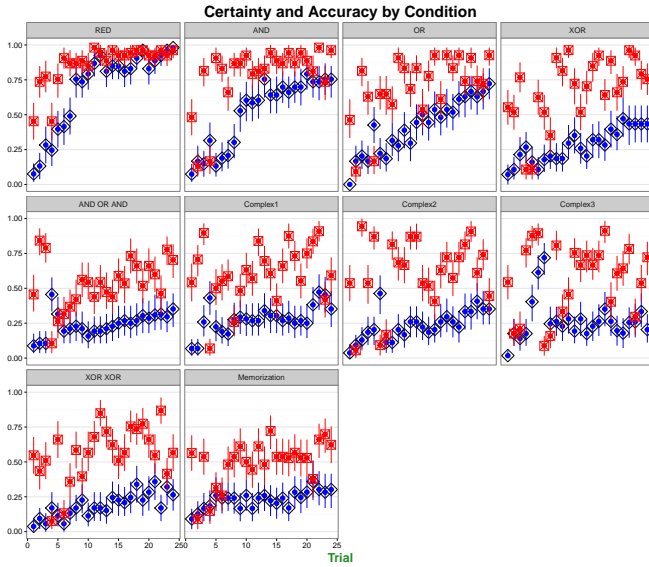 Certainty and Accuracy by Condition
RED AND OR XOR
1.00
0.75
0.50
0.25
0.00
AND OR AND Complex1 Complex2 Complex3
1.00
0.75
0.50
0.25
0.00
XOR XOR Memorization
1.00
0.75
0.50
0.25
0.00
0 5 10 15 20 25 0 5 10 15 20 25
Trial